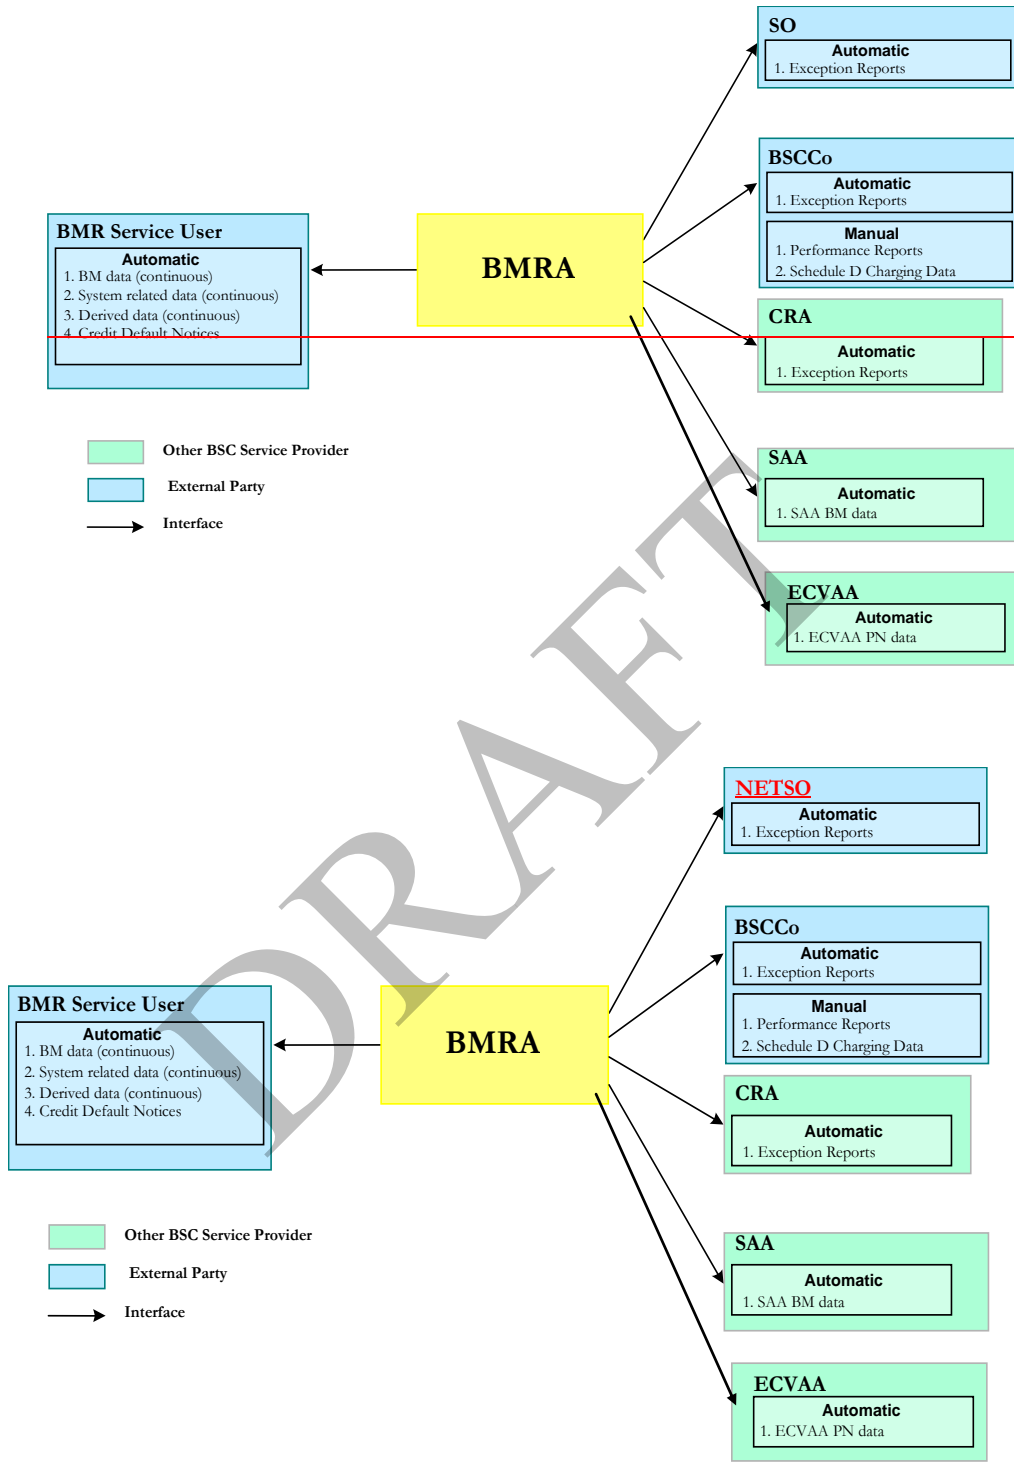 SO
Automatic
1. Exception Reports
BSCCo
Automatic
1. Exception Reports
Manual
1. Performance Reports
2. Schedule D Charging Data
BMR Service User
Automatic
1. BM data (continuous)
2. System related data (continuous)
3. Derived data (continuous)
4. Credit Default Notices
BMRA
CRA
Automatic
1. Exception Reports
Other BSC Service Provider
External Party
Interface
SAA
Automatic
1. SAA BM data
ECVAA
Automatic
1. ECVAA PN data
DRAFT
NETSO
Automatic
1. Exception Reports
BSCCo
Automatic
1. Exception Reports
Manual
1. Performance Reports
2. Schedule D Charging Data
BMR Service User
Automatic
1. BM data (continuous)
2. System related data (continuous)
3. Derived data (continuous)
4. Credit Default Notices
BMRA
CRA
Automatic
1. Exception Reports
Other BSC Service Provider
External Party
Interface
SAA
Automatic
1. SAA BM data
ECVAA
Automatic
1. ECVAA PN data